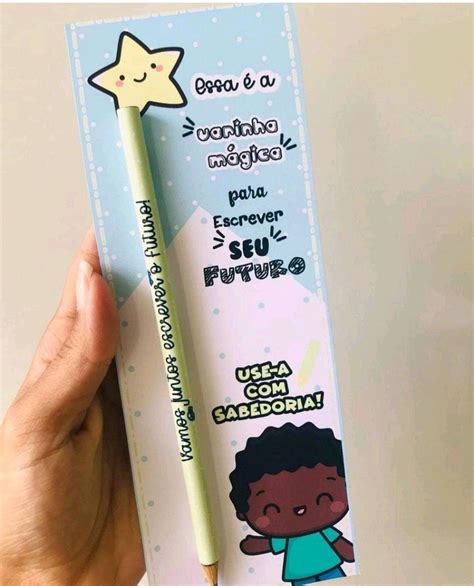 Essa é a
varinha
mágica
para
Escrever
SEU
FUTURO
USE-A
COM
SABEDORIA!
Vamos juntos escrever o futuro!